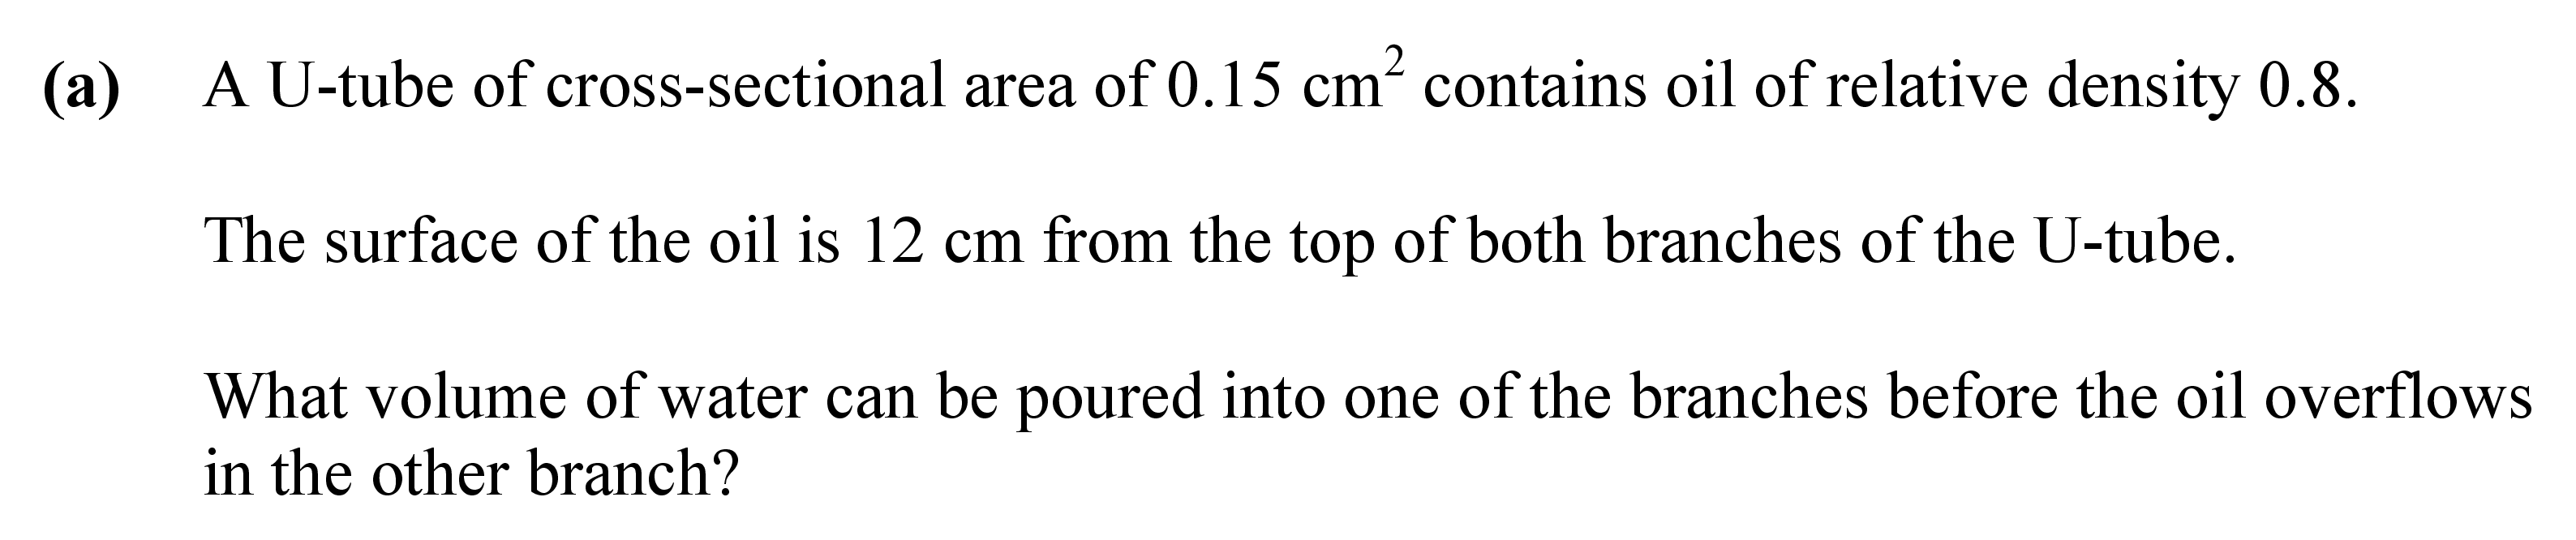 (a) A U-tube of cross-sectional area of 0.15 cm² contains oil of relative density 0.8.
The surface of the oil is 12 cm from the top of both branches of the U-tube.
What volume of water can be poured into one of the branches before the oil overflows
in the other branch?